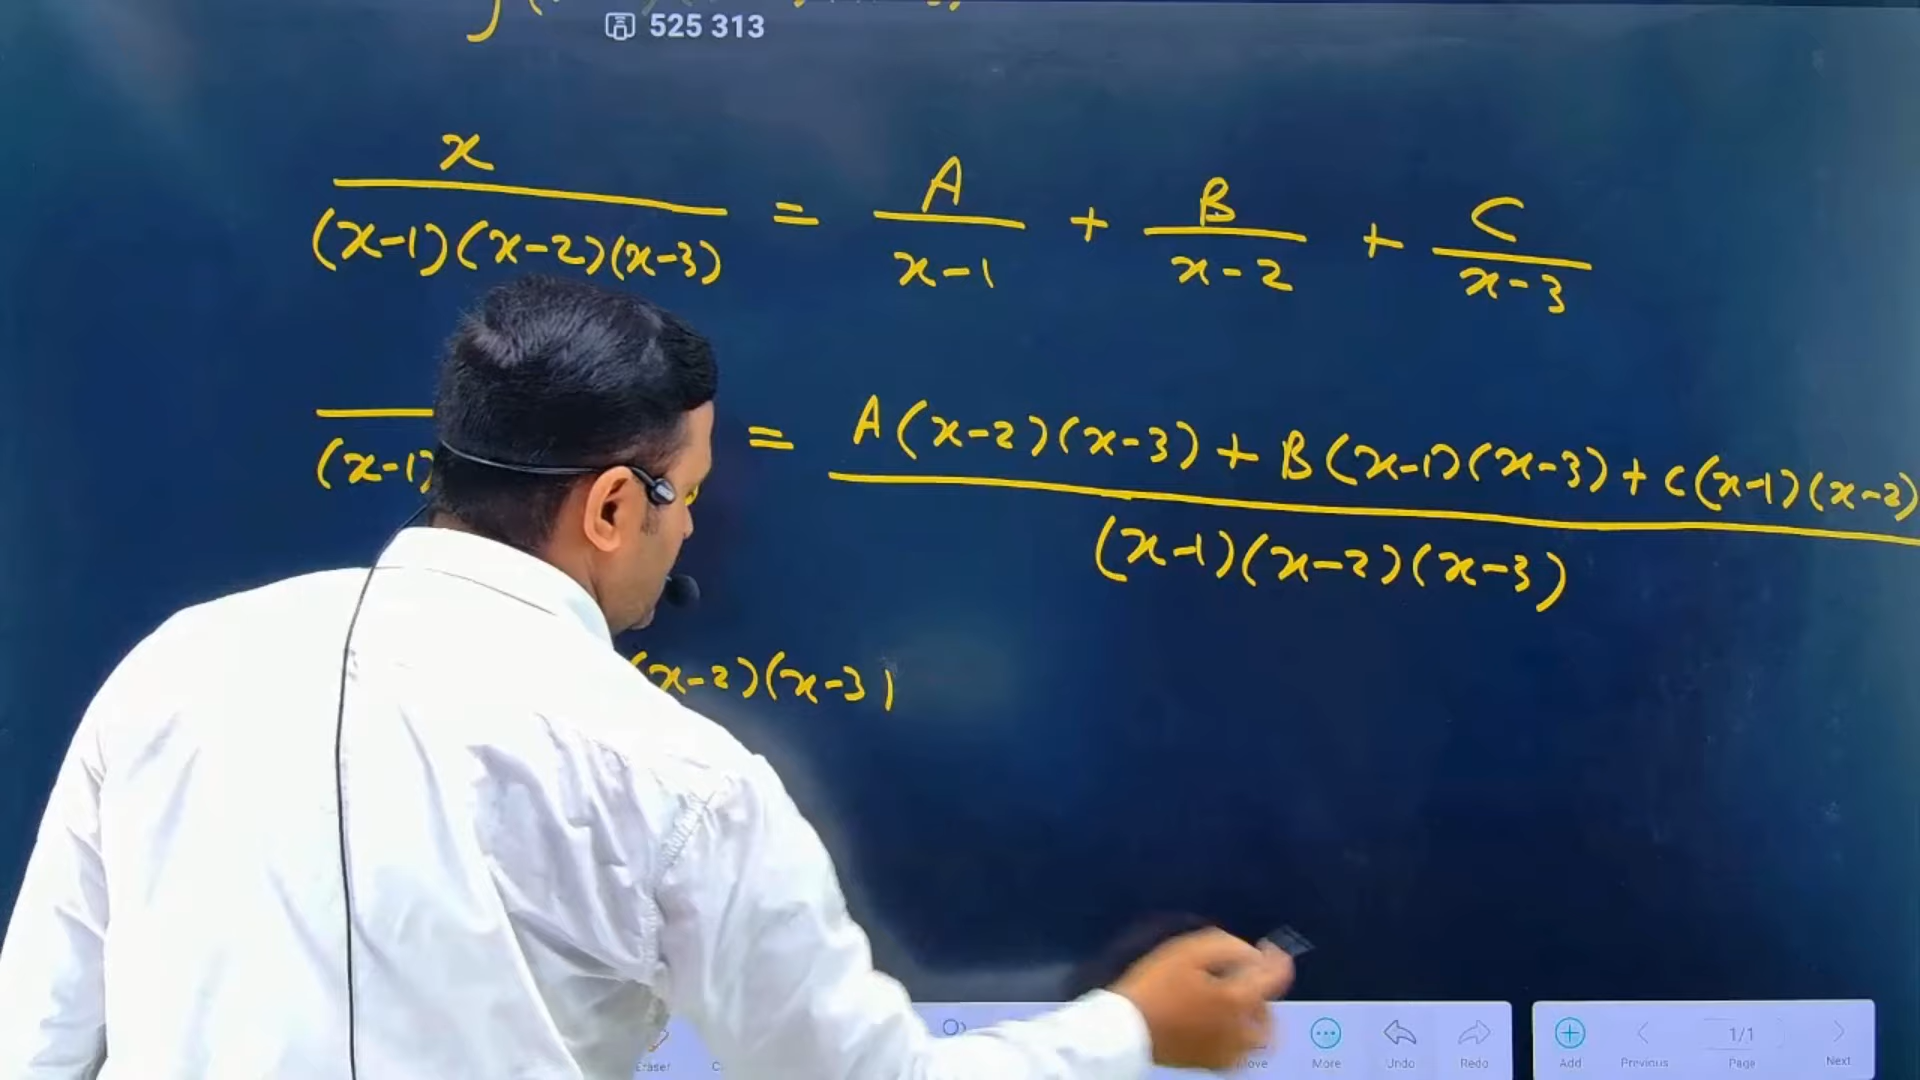 525 313
x
(x-1)(x-2)(x-3) = A/(x-1) + B/(x-2) + C/(x-3)
(x-1) = A(x-2)(x-3) + B(x-1)(x-3) + C(x-1)(x-2)
(x-1)(x-2)(x-3)
(x-2)(x-3)
Eraser More Undo Redo Add Previous 1/1 Page Next